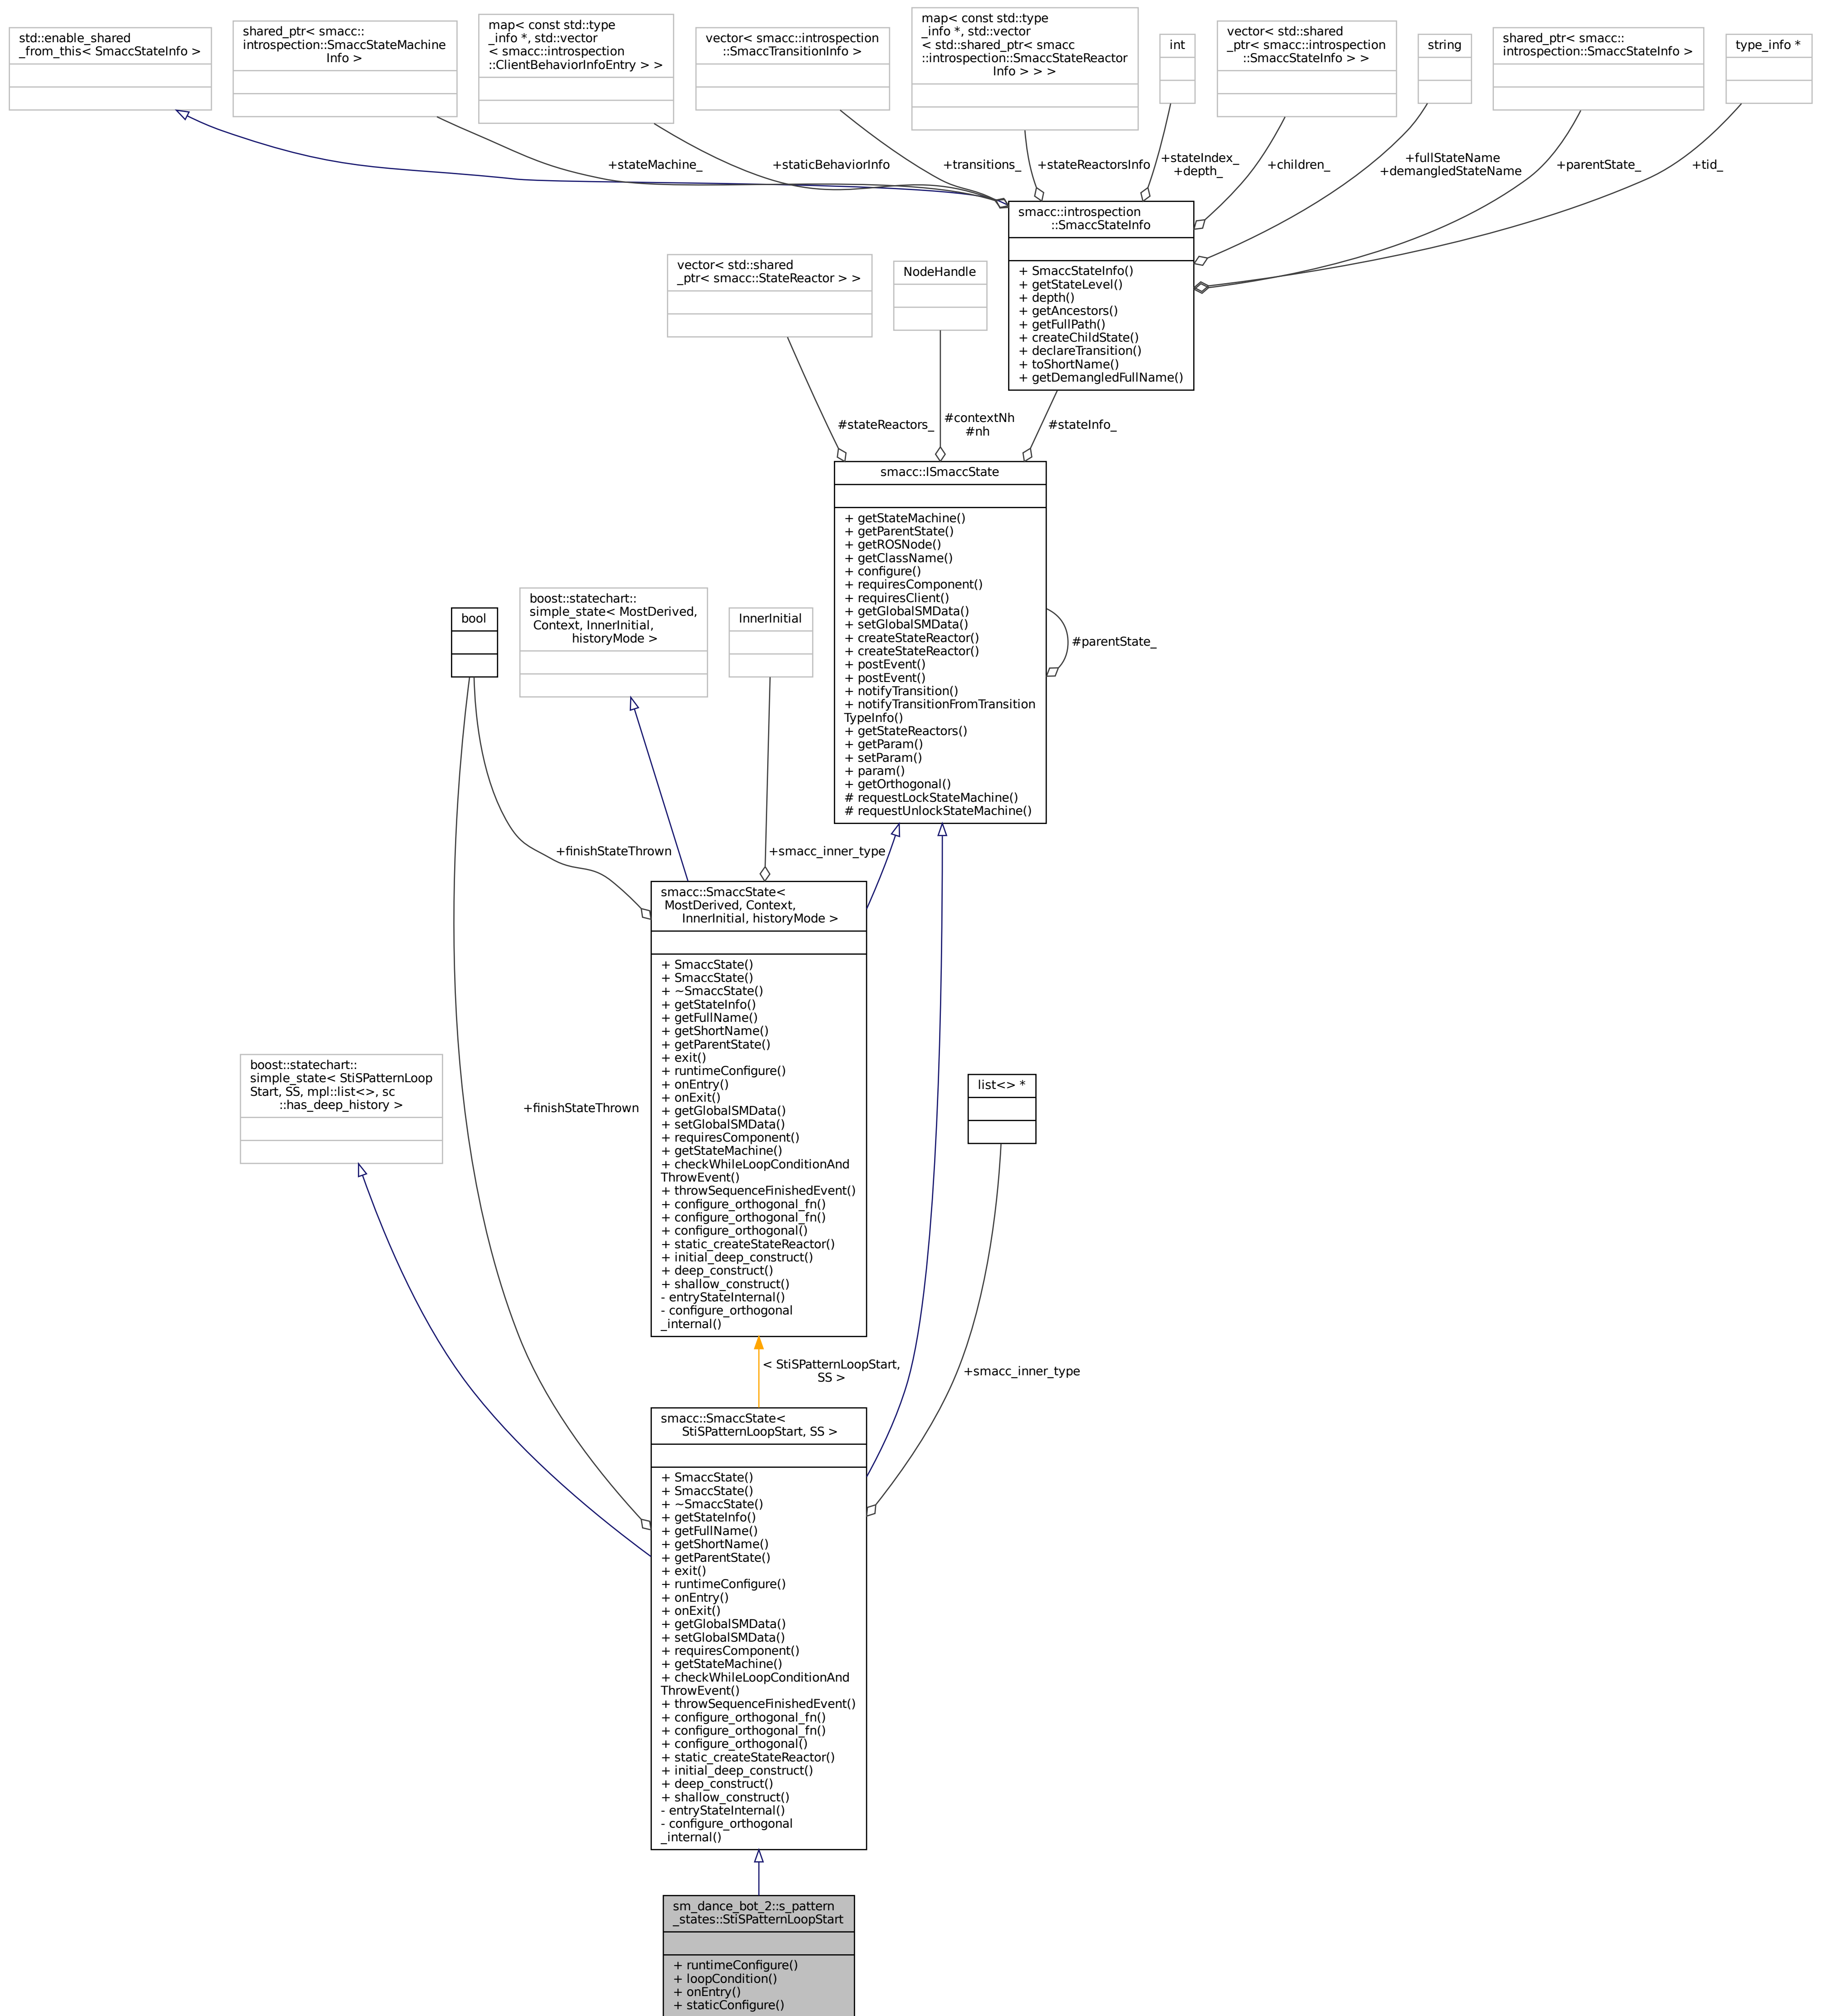 std::enable_shared
_from_this< SmaccStateInfo >
shared_ptr< smacc::
introspection::SmaccStateMachine
Info >
map< const std::type
_info *, std::vector
< smacc::introspection
::ClientBehaviorInfoEntry > >
vector< smacc::introspection
::SmaccTransitionInfo >
map< const std::type
_info *, std::vector
< std::shared_ptr< smacc
::introspection::SmaccStateReactor
Info > > >
int
vector< std::shared
_ptr< smacc::introspection
::SmaccStateInfo > >
string
shared_ptr< smacc::
introspection::SmaccStateInfo >
type_info *
+stateMachine_
+staticBehaviorInfo
+transitions_
+stateReactorsInfo
+stateIndex_
+depth_
+children_
+fullStateName
+demangledStateName
+parentState_
+tid_
smacc::introspection
::SmaccStateInfo
+ SmaccStateInfo()
+ getStateLevel()
+ depth()
+ getAncestors()
+ getFullPath()
+ createChildState()
+ declareTransition()
+ toShortName()
+ getDemangledFullName()
vector< std::shared
_ptr< smacc::StateReactor > >
NodeHandle
#stateReactors_
#contextNh
#nh
#stateInfo_
smacc::ISmaccState
+ getStateMachine()
+ getParentState()
+ getROSNode()
+ getClassName()
+ configure()
+ requiresComponent()
+ requiresClient()
+ getGlobalSMData()
+ setGlobalSMData()
+ createStateReactor()
+ createStateReactor()
+ postEvent()
+ postEvent()
+ notifyTransition()
+ notifyTransitionFromTransition
TypeInfo()
+ getStateReactors()
+ getParam()
+ setParam()
+ param()
+ getOrthogonal()
# requestLockStateMachine()
# requestUnlockStateMachine()
#parentState_
bool
boost::statechart::
simple_state< MostDerived,
Context, InnerInitial,
historyMode >
InnerInitial
+finishStateThrown
+smacc_inner_type
smacc::SmaccState<
MostDerived, Context,
InnerInitial, historyMode >
+ SmaccState()
+ SmaccState()
+ ~SmaccState()
+ getStateInfo()
+ getFullName()
+ getShortName()
+ getParentState()
+ exit()
+ runtimeConfigure()
+ onEntry()
+ onExit()
+ getGlobalSMData()
+ setGlobalSMData()
+ requiresComponent()
+ getStateMachine()
+ checkWhileLoopConditionAnd
ThrowEvent()
+ throwSequenceFinishedEvent()
+ configure_orthogonal_fn()
+ configure_orthogonal_fn()
+ configure_orthogonal()
+ static_createStateReactor()
+ initial_deep_construct()
+ deep_construct()
+ shallow_construct()
- entryStateInternal()
- configure_orthogonal
_internal()
boost::statechart::
simple_state< StiSPatternLoop
Start, SS, mpl::list<>, sc
::has_deep_history >
+finishStateThrown
list<> *
< StiSPatternLoopStart,
SS >
+smacc_inner_type
smacc::SmaccState<
StiSPatternLoopStart, SS >
+ SmaccState()
+ SmaccState()
+ ~SmaccState()
+ getStateInfo()
+ getFullName()
+ getShortName()
+ getParentState()
+ exit()
+ runtimeConfigure()
+ onEntry()
+ onExit()
+ getGlobalSMData()
+ setGlobalSMData()
+ requiresComponent()
+ getStateMachine()
+ checkWhileLoopConditionAnd
ThrowEvent()
+ throwSequenceFinishedEvent()
+ configure_orthogonal_fn()
+ configure_orthogonal_fn()
+ configure_orthogonal()
+ static_createStateReactor()
+ initial_deep_construct()
+ deep_construct()
+ shallow_construct()
- entryStateInternal()
- configure_orthogonal
_internal()
sm_dance_bot_2::s_pattern
_states::StiSPatternLoopStart
+ runtimeConfigure()
+ loopCondition()
+ onEntry()
+ staticConfigure()